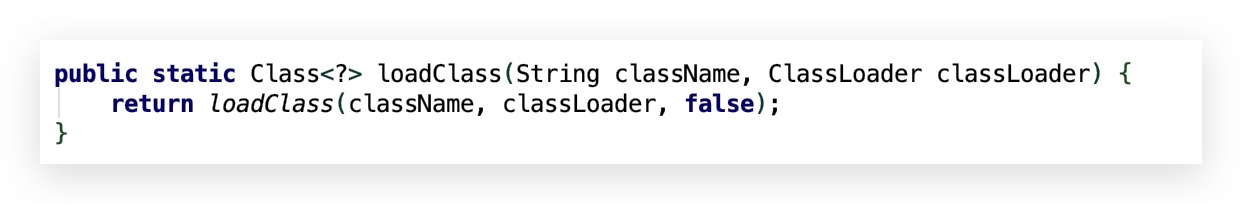 public static Class<?> loadClass(String className, ClassLoader classLoader) {
    return loadClass(className, classLoader, false);
}